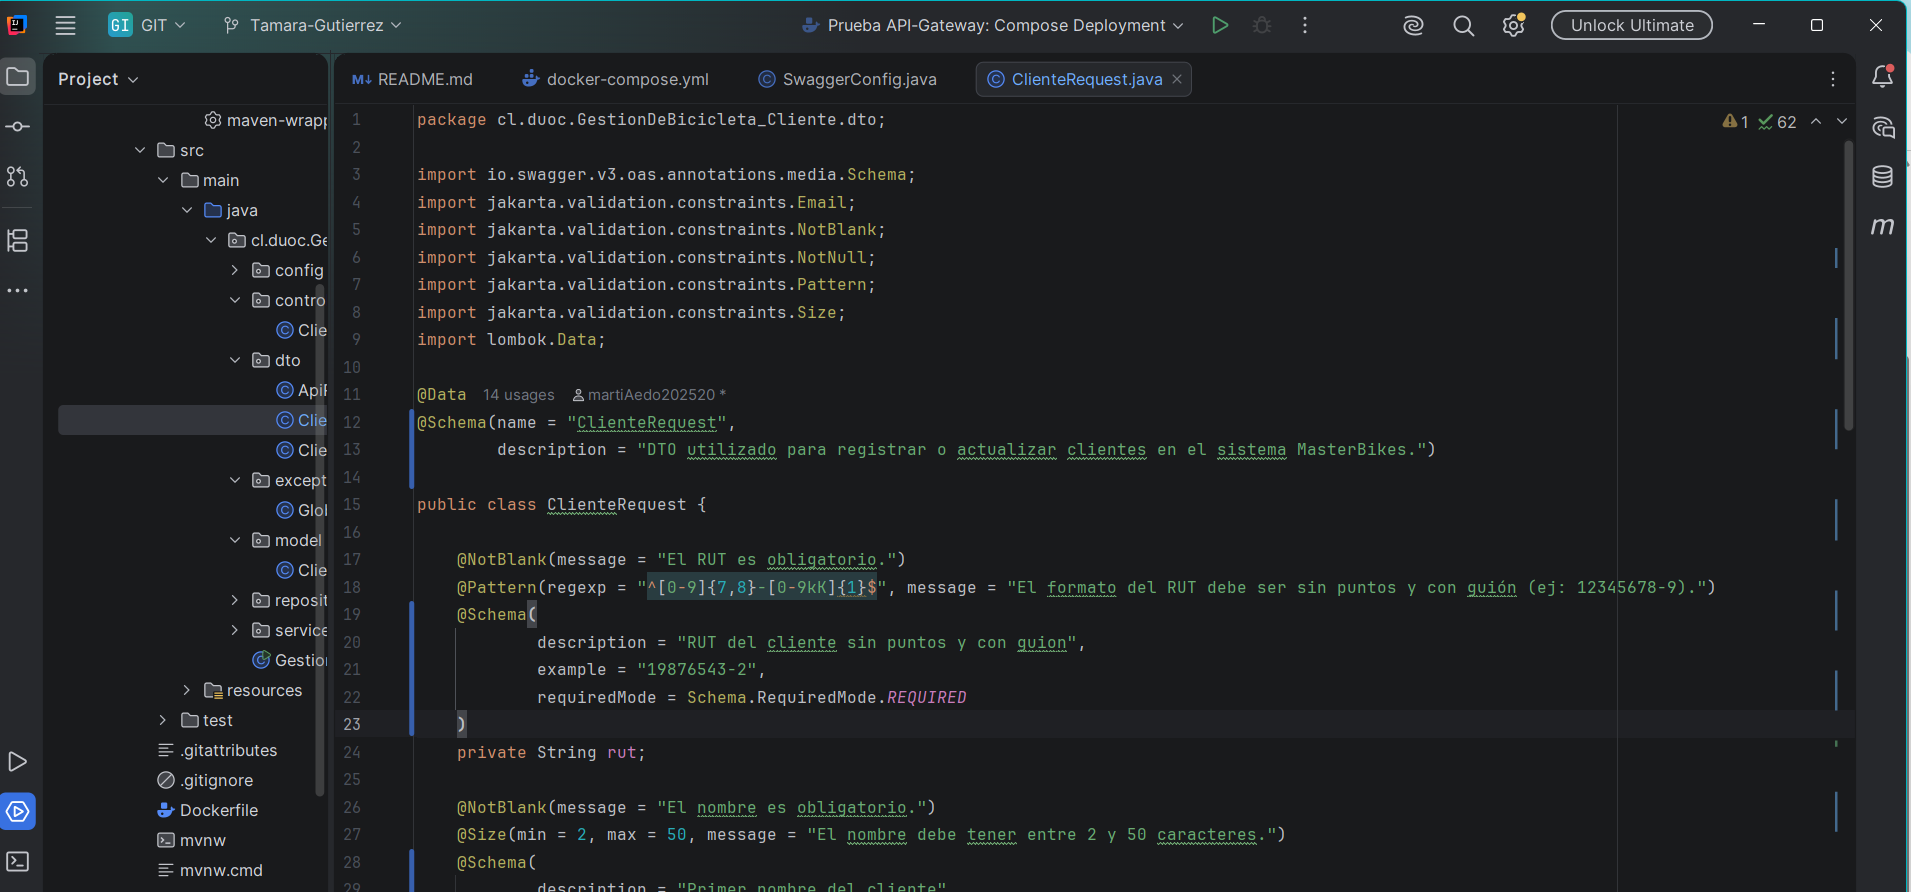 GI GIT Tamara-Gutierrez Prueba API-Gateway: Compose Deployment Unlock Ultimate
Project
README.md docker-compose.yml SwaggerConfig.java ClienteRequest.java
maven-wrapp
src
main
java
cl.duoc.Ge
config
contro
Clie
dto
ApiR
Clie
Clie
except
Glob
model
Clie
reposit
service
Gestion
resources
test
.gitattributes
.gitignore
Dockerfile
mvnw
mvnw.cmd
1 62
1 package cl.duoc.GestionDeBicicleta_Cliente.dto;
2
3 import io.swagger.v3.oas.annotations.media.Schema;
4 import jakarta.validation.constraints.Email;
5 import jakarta.validation.constraints.NotBlank;
6 import jakarta.validation.constraints.NotNull;
7 import jakarta.validation.constraints.Pattern;
8 import jakarta.validation.constraints.Size;
9 import lombok.Data;
10
11 @Data 14 usages martiAedo202520 *
12 @Schema(name = "ClienteRequest",
13 description = "DTO utilizado para registrar o actualizar clientes en el sistema MasterBikes.")
14
15 public class ClienteRequest {
16
17 @NotBlank(message = "El RUT es obligatorio.")
18 @Pattern(regexp = "^[0-9]{7,8}-[0-9kK]{1}$", message = "El formato del RUT debe ser sin puntos y con guión (ej: 12345678-9).")
19 @Schema(
20 description = "RUT del cliente sin puntos y con guion",
21 example = "19876543-2",
22 requiredMode = Schema.RequiredMode.REQUIRED
23 )
24 private String rut;
25
26 @NotBlank(message = "El nombre es obligatorio.")
27 @Size(min = 2, max = 50, message = "El nombre debe tener entre 2 y 50 caracteres.")
28 @Schema(
29 description = "Primer nombre del cliente"
m